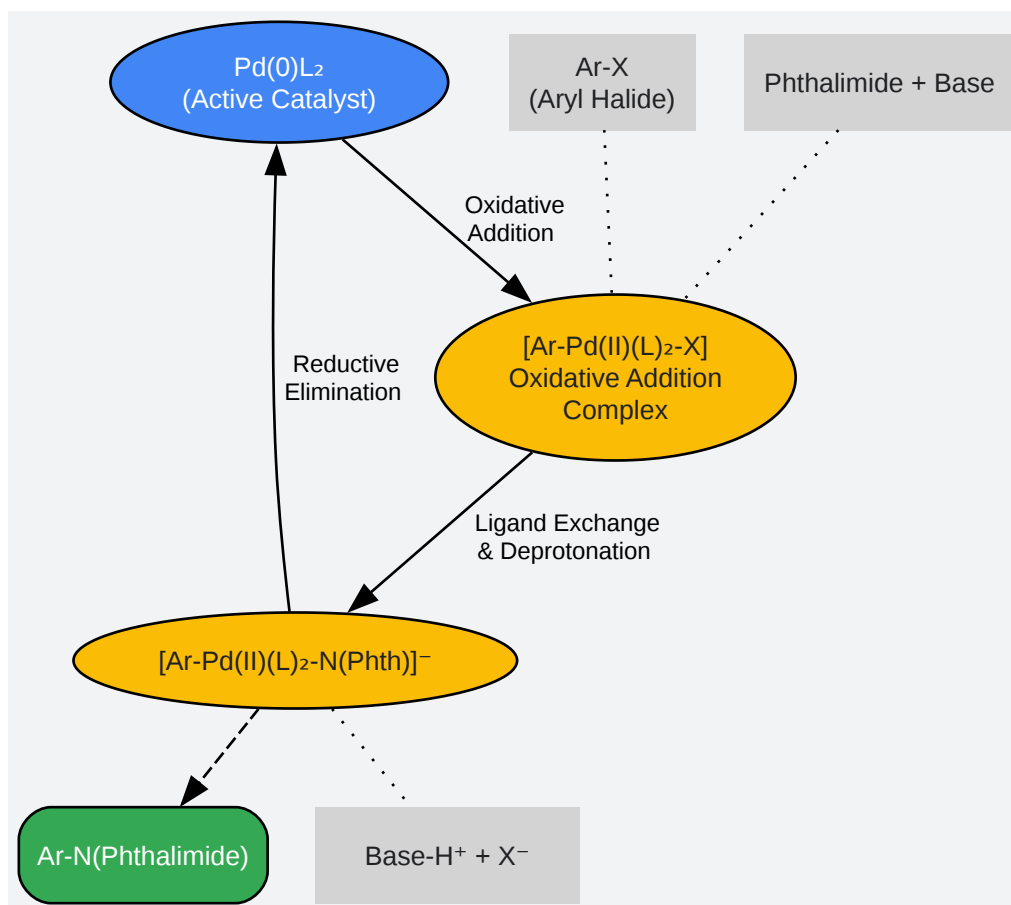 Pd(0)L₂
(Active Catalyst)
Ar-X
(Aryl Halide)
Phthalimide + Base
Oxidative
Addition
[Ar-Pd(II)(L)₂-X]
Oxidative Addition
Complex
Reductive
Elimination
Ligand Exchange
& Deprotonation
[Ar-Pd(II)(L)₂-N(Phth)]⁻
Ar-N(Phthalimide)
Base-H⁺ + X⁻